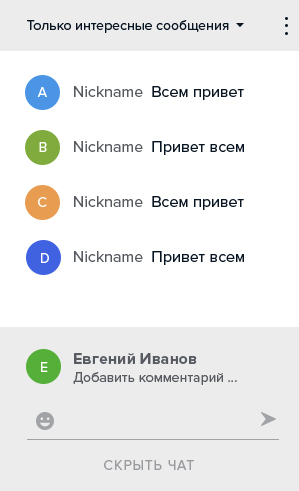 Только интересные сообщения
A Nickname Всем привет
B Nickname Привет всем
C Nickname Всем привет
D Nickname Привет всем
E Евгений Иванов
Добавить комментарий ...
СКРЫТЬ ЧАТ